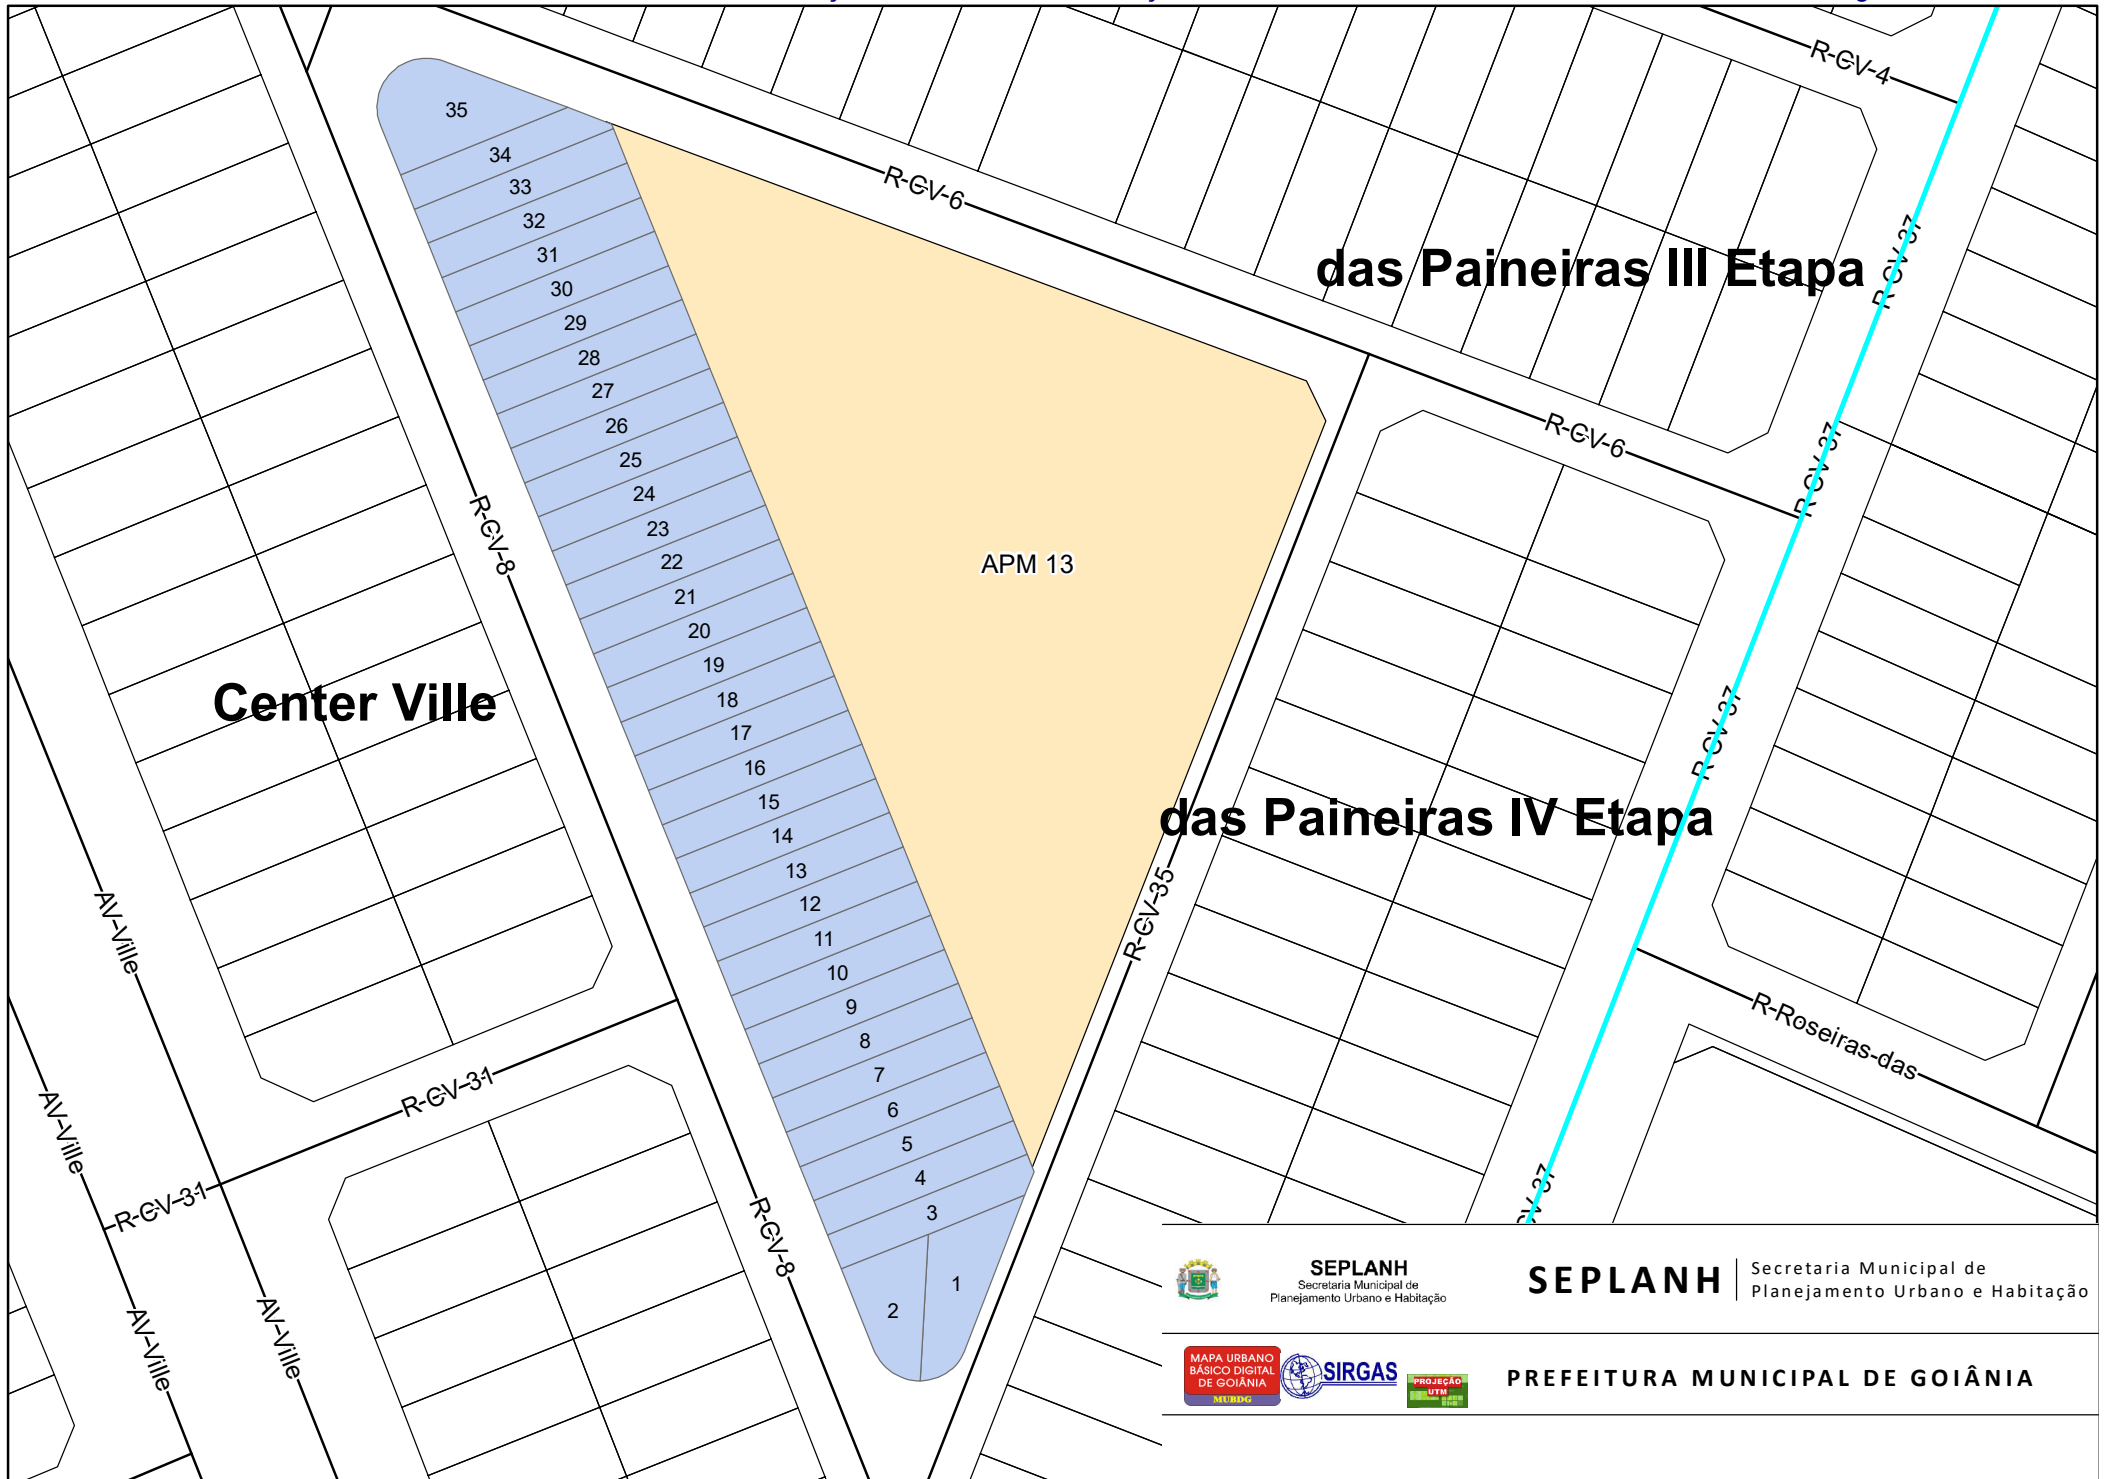 R-CV-4
35
34
33
32
31
30
29
28
27
26
25
24
23
22
21
20
19
18
17
16
15
14
13
12
11
10
9
8
7
6
5
4
3
2
1
R-CV-6
das Paineiras III Etapa
R-CV-37
R-CV-6
R-CV-37
R-CV-8
APM 13
Center Ville
R-CV-37
das Paineiras IV Etapa
R-CV-35
AV-Ville
R-Roseiras-das
R-CV-31
AV-Ville
R-CV-31
R-CV-8
CV-37
AV-Ville
AV-Ville
SEPLANH
Secretaria Municipal de
Planejamento Urbano e Habitação
SEPLANH
Secretaria Municipal de
Planejamento Urbano e Habitação
MAPA URBANO
BÁSICO DIGITAL
DE GOIÂNIA
MUBDG
SIRGAS
PROJEÇÃO
UTM
PREFEITURA MUNICIPAL DE GOIÂNIA